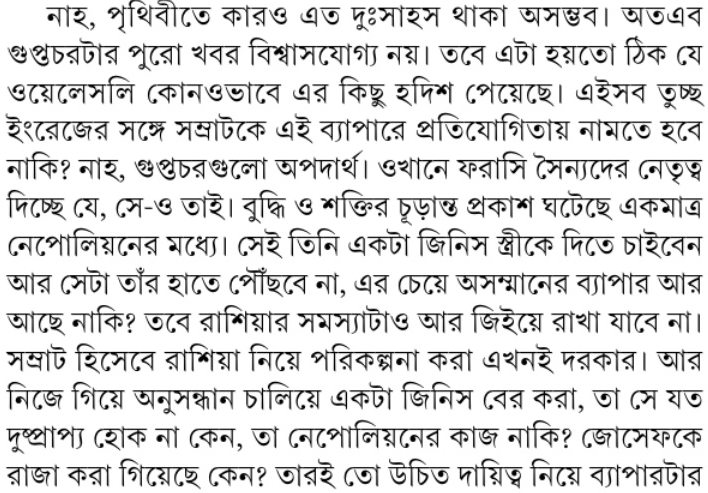 নাহ, পৃথিবীতে কারও এত দুঃসাহস থাকা অসম্ভব। অতএব
গুপ্তচরটার পুরো খবর বিশ্বাসযোগ্য নয়। তবে এটা হয়তো ঠিক যে
ওয়েলেসলি কোনওভাবে এর কিছু হদিশ পেয়েছে। এইসব তুচ্ছ
ইংরেজের সঙ্গে সম্রাটকে এই ব্যাপারে প্রতিযোগিতায় নামতে হবে
নাকি? নাহ, গুপ্তচরগুলো অপদার্থ। ওখানে ফরাসি সৈন্যদের নেতৃত্ব
দিচ্ছে যে, সে-ও তাই। বুদ্ধি ও শক্তির চূড়ান্ত প্রকাশ ঘটেছে একমাত্র
নেপোলিয়নের মধ্যে। সেই তিনি একটা জিনিস স্ত্রীকে দিতে চাইবেন
আর সেটা তাঁর হাতে পৌঁছবে না, এর চেয়ে অসম্মানের ব্যাপার আর
আছে নাকি? তবে রাশিয়ার সমস্যাটাও আর জিইয়ে রাখা যাবে না।
সম্রাট হিসেবে রাশিয়া নিয়ে পরিকল্পনা করা এখনই দরকার। আর
নিজে গিয়ে অনুসন্ধান চালিয়ে একটা জিনিস বের করা, তা সে যত
দুষ্প্রাপ্য হোক না কেন, তা নেপোলিয়নের কাজ নাকি? জোসেফকে
রাজা করা গিয়েছে কেন? তারই তো উচিত দায়িত্ব নিয়ে ব্যাপারটার